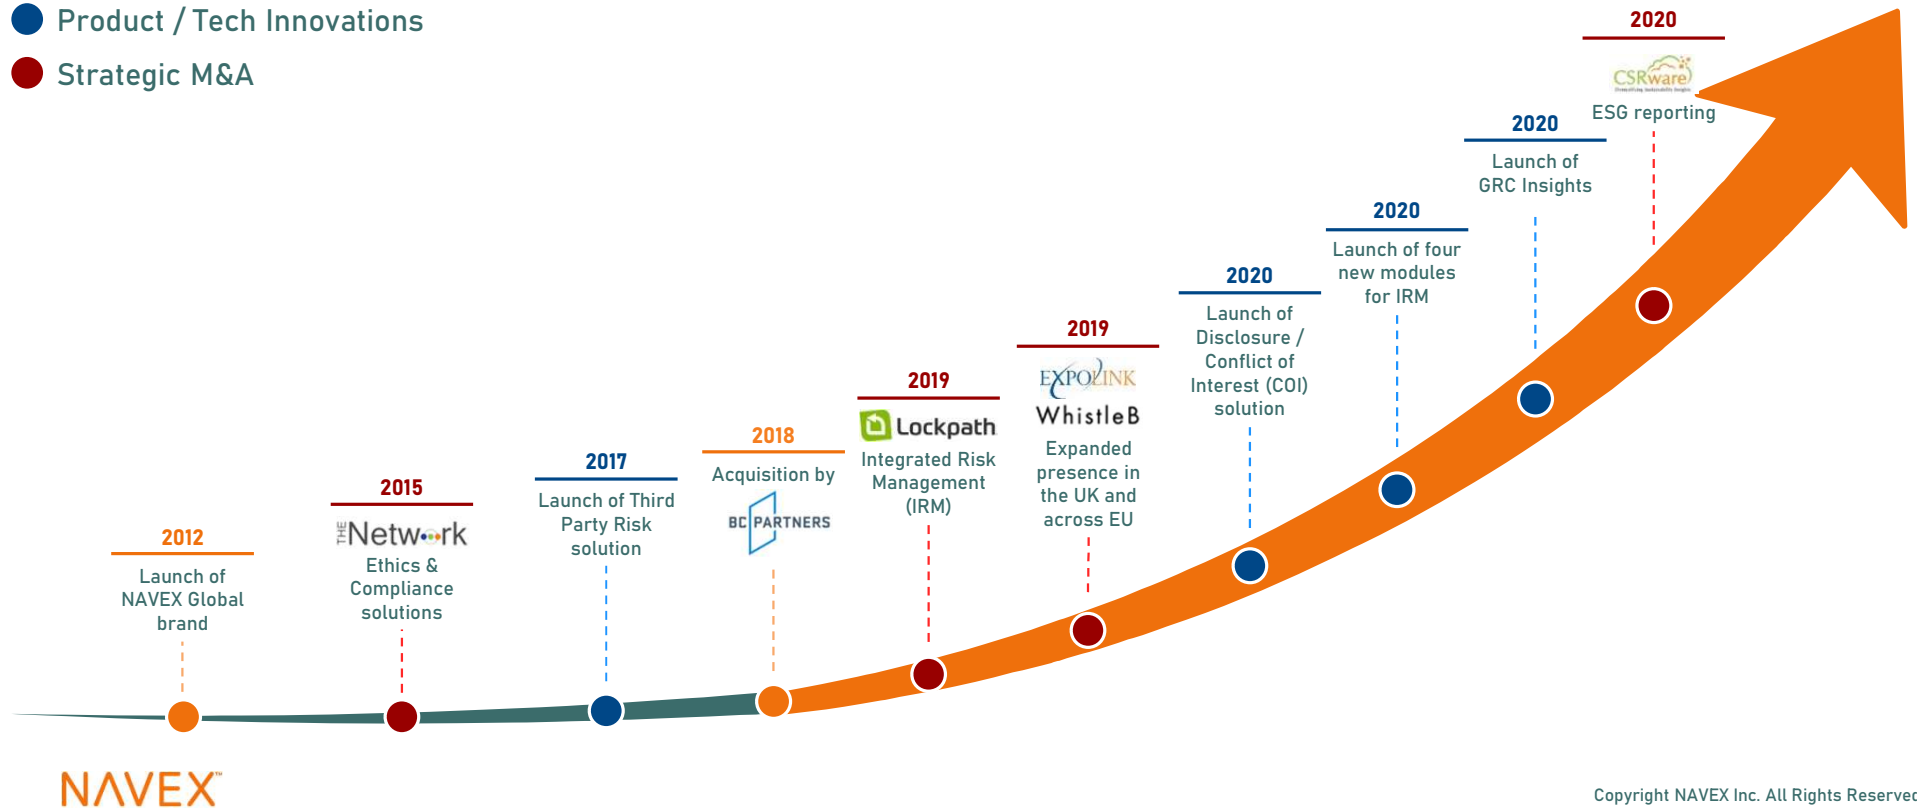 Product / Tech Innovations
Strategic M&A
2012
Launch of
NAVEX Global
brand
2015
THE Network
Ethics &
Compliance
solutions
2017
Launch of Third
Party Risk
solution
2018
Acquisition by
BC PARTNERS
2019
Lockpath
Integrated Risk
Management
(IRM)
2019
EXPOLINK
WhistleB
Expanded
presence in
the UK and
across EU
2020
Launch of
Disclosure /
Conflict of
Interest (COI)
solution
2020
Launch of four
new modules
for IRM
2020
Launch of
GRC Insights
2020
CSRware
Demystifying Sustainability Insights
ESG reporting
NAVEX™
Copyright NAVEX Inc. All Rights Reserved